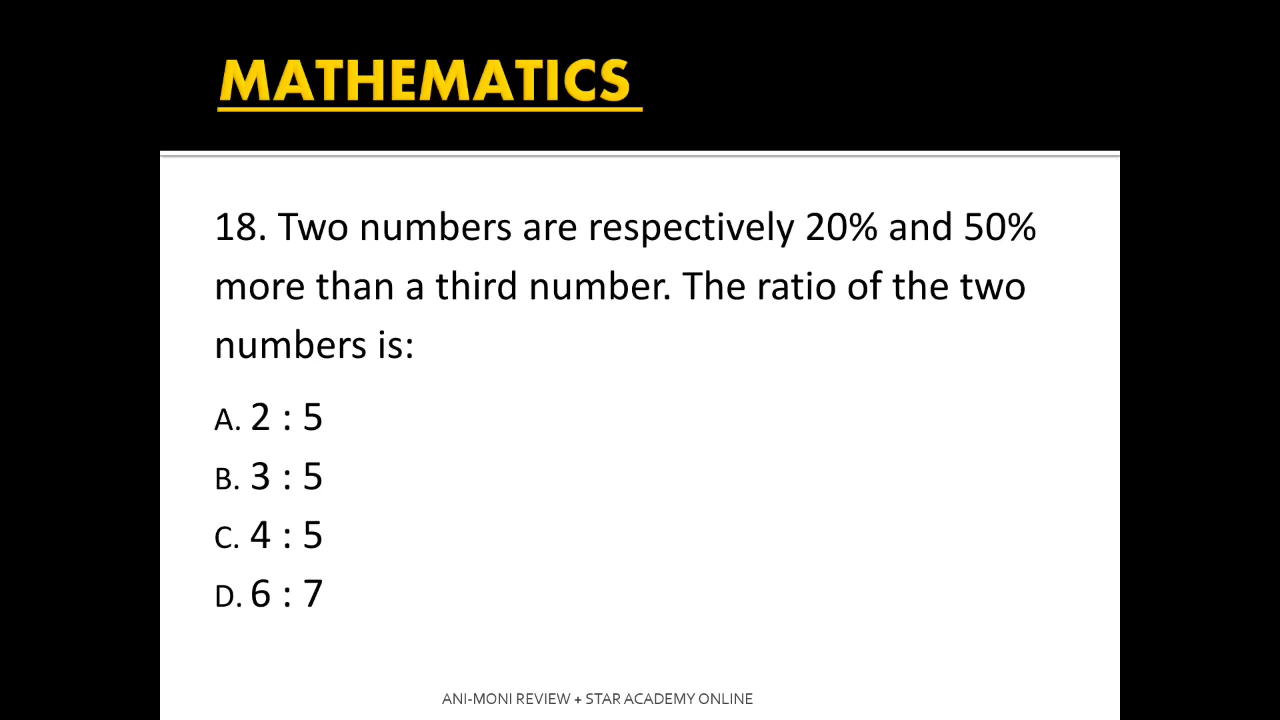 MATHEMATICS
18. Two numbers are respectively 20% and 50%
more than a third number. The ratio of the two
numbers is:
A. 2 : 5
B. 3 : 5
C. 4 : 5
D. 6 : 7
ANI-MONI REVIEW + STAR ACADEMY ONLINE